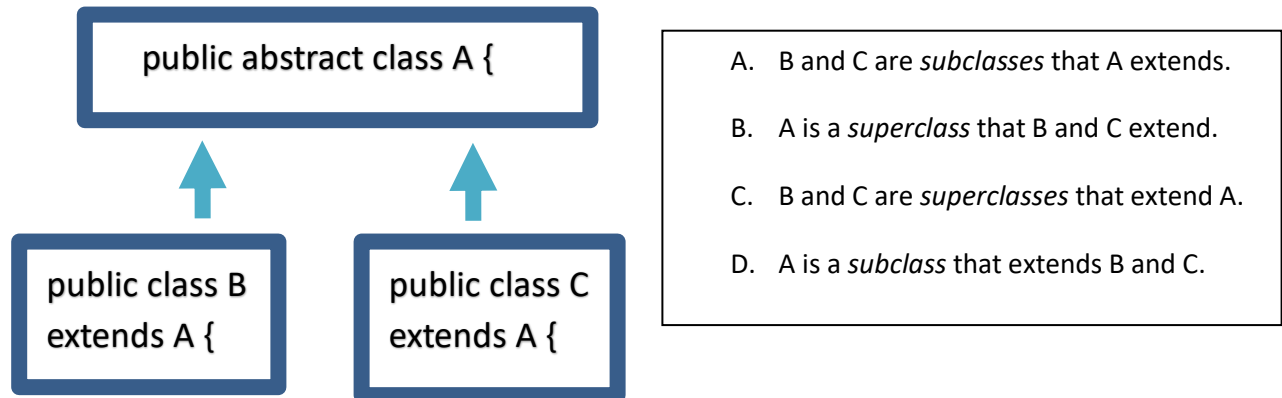 public abstract class A {
public class B
extends A {
public class C
extends A {
A. B and C are subclasses that A extends.
B. A is a superclass that B and C extend.
C. B and C are superclasses that extend A.
D. A is a subclass that extends B and C.